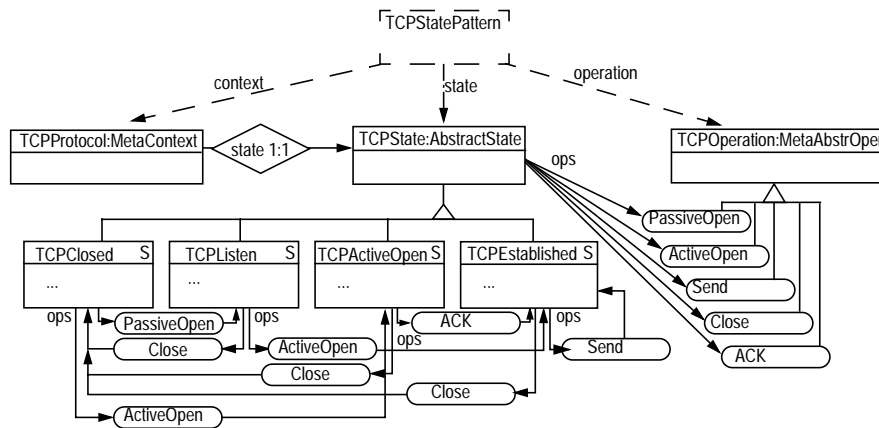 TCPStatePattern
context
state
operation
TCPProtocol:MetaContext
state 1:1
TCPState:AbstractState
TCPOperation:MetaAbstrOper
ops
PassiveOpen
ActiveOpen
Send
Close
ACK
TCPClosed S
TCPListen S
TCPActiveOpen S
TCPEstablished S
...
...
...
...
ops
PassiveOpen
ops
ACK
ops
ops
Close
ActiveOpen
Send
Close
Close
ActiveOpen